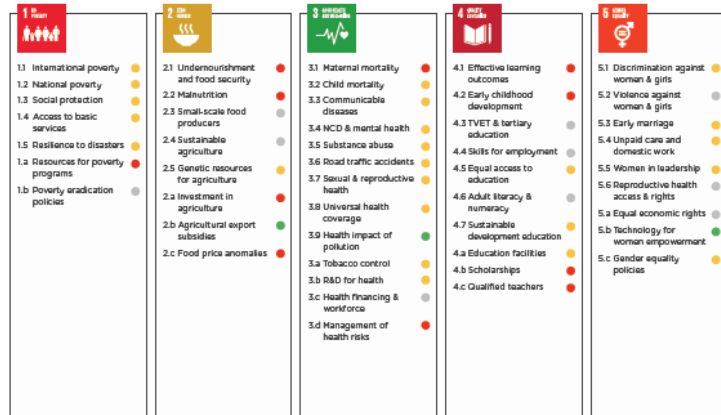 1
NO
POVERTY
1.1 International poverty
1.2 National poverty
1.3 Social protection
1.4 Access to basic
services
1.5 Resilience to disasters
1.a Resources for poverty
programs
1.b Poverty eradication
policies
2
ZERO
HUNGER
2.1 Undernourishment
and food security
2.2 Malnutrition
2.3 Small-scale food
producers
2.4 Sustainable
agriculture
2.5 Genetic resources
for agriculture
2.a Investment in
agriculture
2.b Agricultural export
subsidies
2.c Food price anomalies
3
3.1 Maternal mortality
3.2 Child mortality
3.3 Communicable
diseases
3.4 NCD & mental health
3.5 Substance abuse
3.6 Road traffic accidents
3.7 Sexual & reproductive
health
3.8 Universal health
coverage
3.9 Health impact of
pollution
3.a Tobacco control
3.b R&D for health
3.c Health financing &
workforce
3.d Management of
health risks
4
QUALITY
EDUCATION
4.1 Effective learning
outcomes
4.2 Early childhood
development
4.3 TVET & tertiary
education
4.4 Skills for employment
4.5 Equal access to
education
4.6 Adult literacy &
numeracy
4.7 Sustainable
development education
4.a Education facilities
4.b Scholarships
4.c Qualified teachers
5
GENDER
EQUALITY
5.1 Discrimination against
women & girls
5.2 Violence against
women & girls
5.3 Early marriage
5.4 Unpaid care and
domestic work
5.5 Women in leadership
5.6 Reproductive health
access & rights
5.a Equal economic rights
5.b Technology for
women empowerment
5.c Gender equality
policies